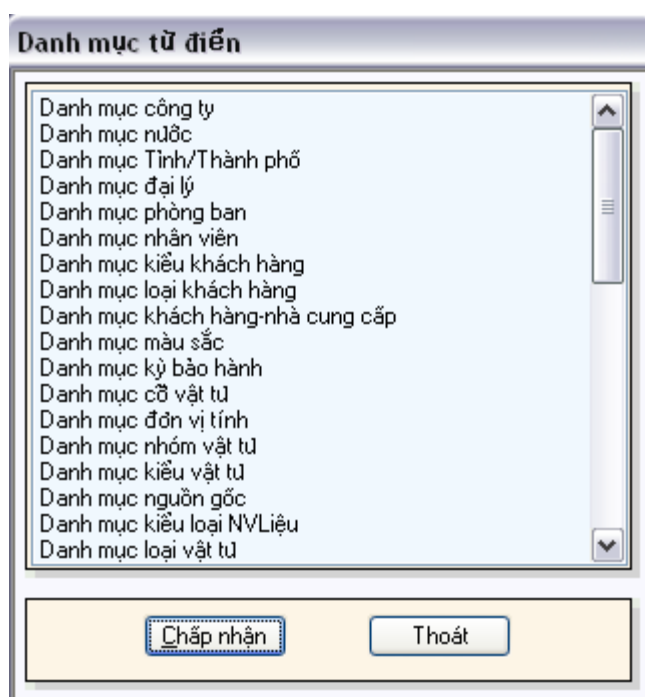 Danh mục từ điển
Danh mục công ty
Danh mục nước
Danh mục Tỉnh/Thành phố
Danh mục đại lý
Danh mục phòng ban
Danh mục nhân viên
Danh mục kiểu khách hàng
Danh mục loại khách hàng
Danh mục khách hàng-nhà cung cấp
Danh mục màu sắc
Danh mục kỳ bảo hành
Danh mục cỡ vật tư
Danh mục đơn vị tính
Danh mục nhóm vật tư
Danh mục kiểu vật tư
Danh mục nguồn gốc
Danh mục kiểu loại NVLiệu
Danh mục loại vật tư
Chấp nhận Thoát